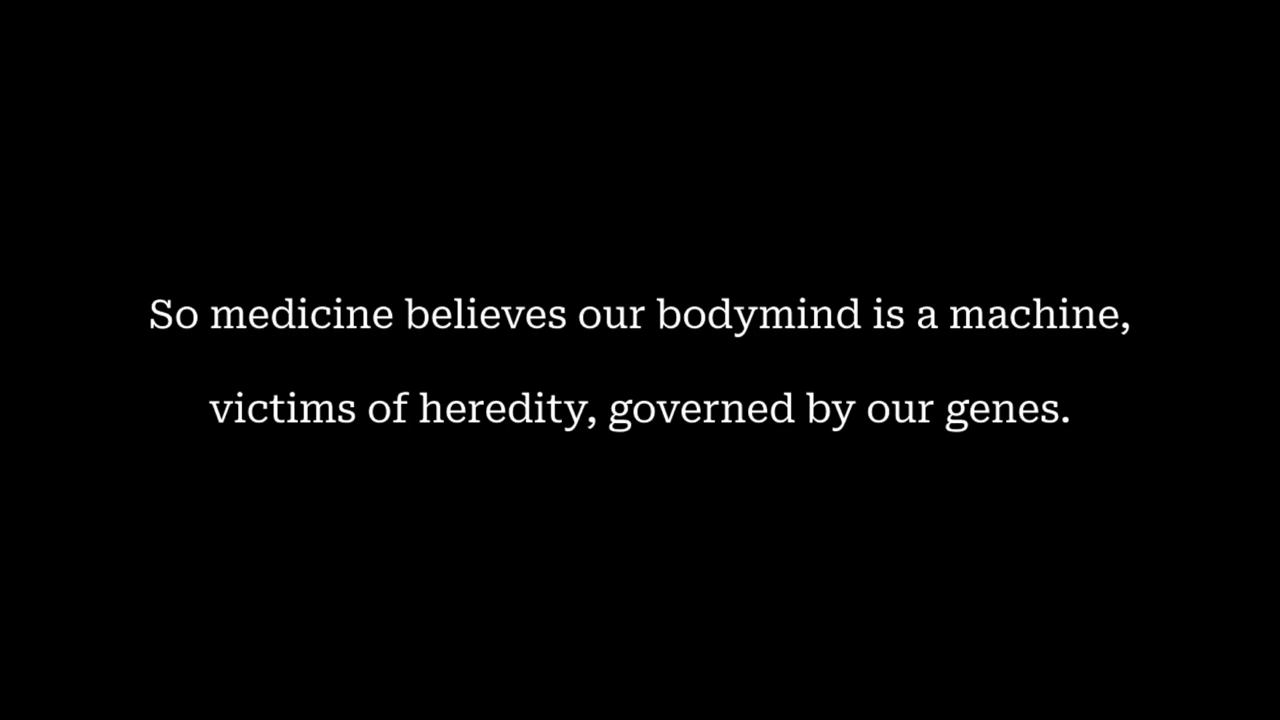 So medicine believes our bodymind is a machine,
victims of heredity, governed by our genes.